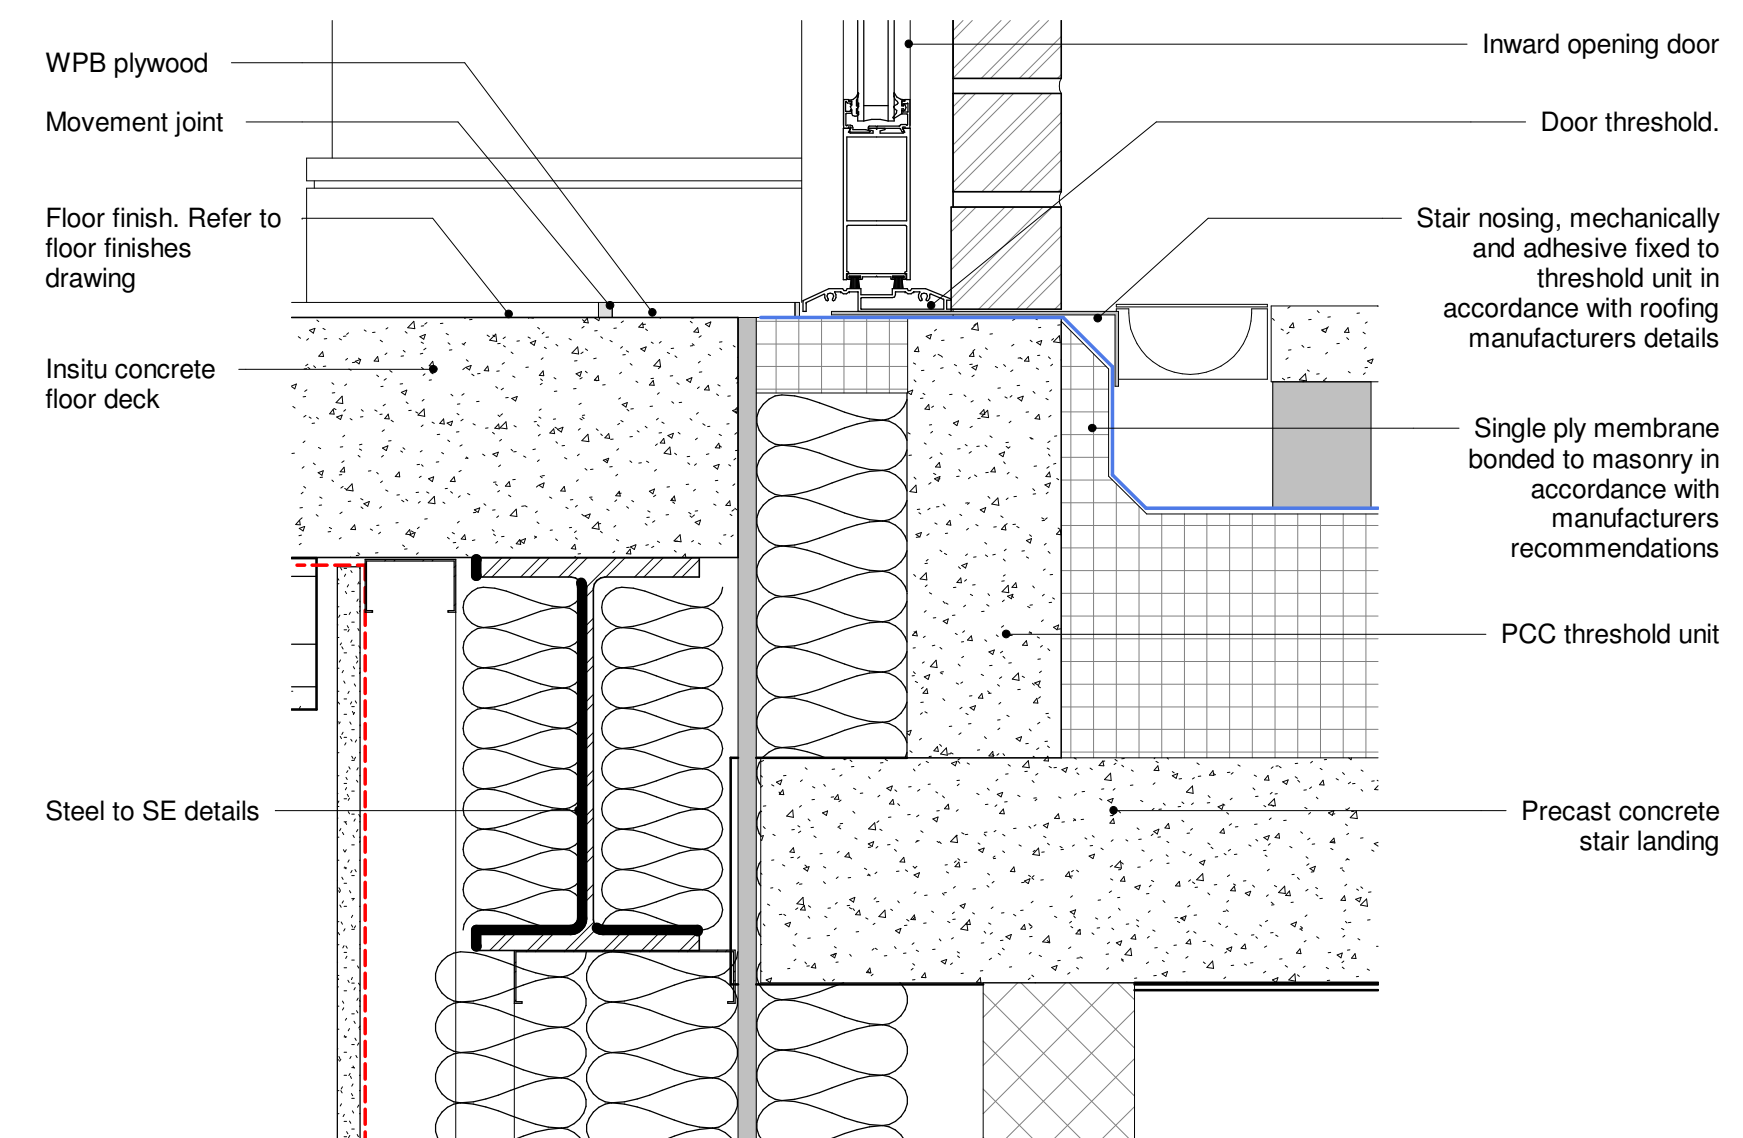 WPB plywood
Movement joint
Floor finish. Refer to
floor finishes
drawing
Insitu concrete
floor deck
Steel to SE details
Inward opening door
Door threshold.
Stair nosing, mechanically
and adhesive fixed to
threshold unit in
accordance with roofing
manufacturers details
Single ply membrane
bonded to masonry in
accordance with
manufacturers
recommendations
PCC threshold unit
Precast concrete
stair landing